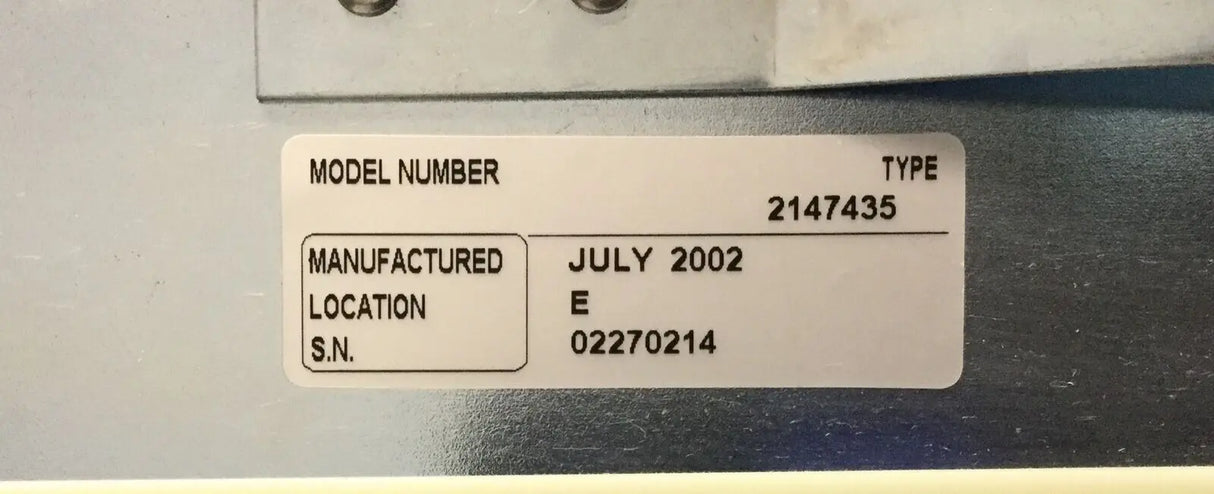 MODEL NUMBER TYPE
2147435
MANUFACTURED JULY 2002
LOCATION E
S.N. 02270214